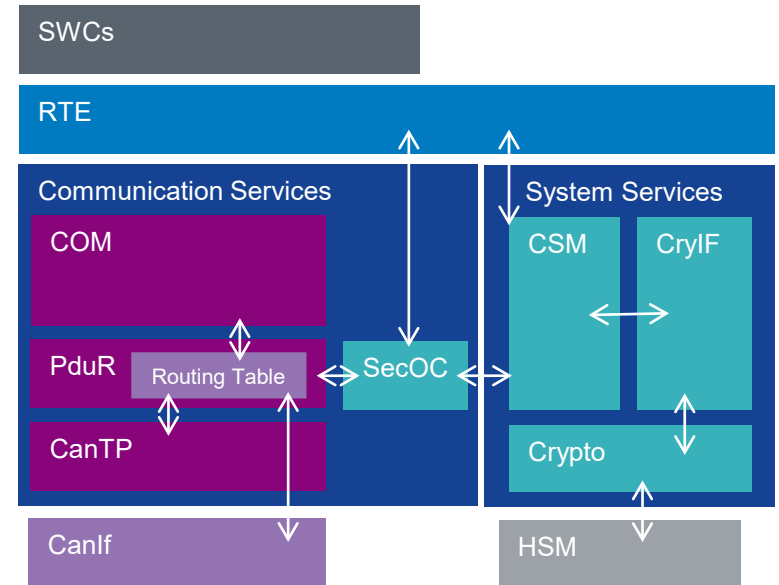 SWCs
RTE
Communication Services
System Services
COM
CSM
CryIF
PduR
Routing Table
SecOC
CanTP
Crypto
CanIf
HSM